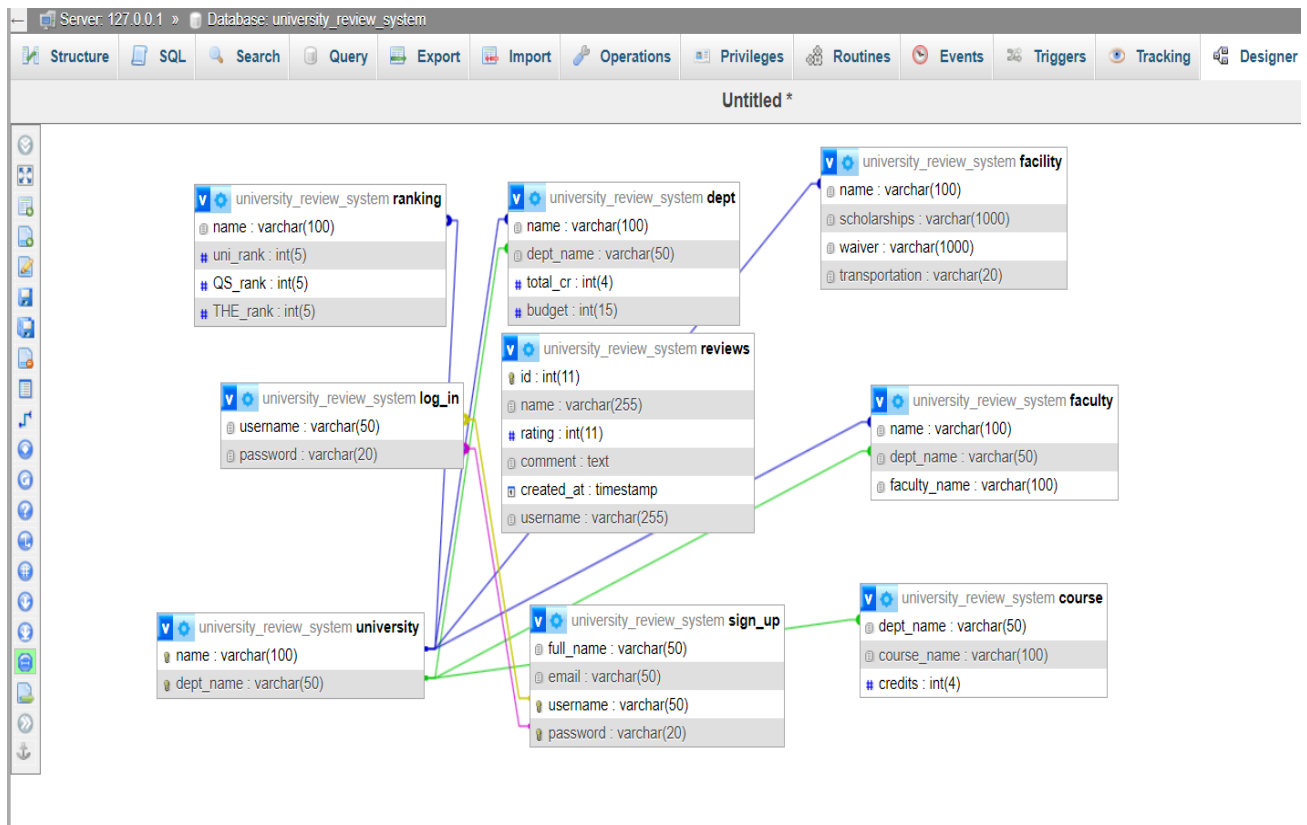 Server: 127.0.0.1 » Database: university_review_system
Structure SQL Search Query Export Import Operations Privileges Routines Events Triggers Tracking Designer
Untitled *
university_review_system ranking
name : varchar(100)
uni_rank : int(5)
QS_rank : int(5)
THE_rank : int(5)
university_review_system dept
name : varchar(100)
dept_name : varchar(50)
total_cr : int(4)
budget : int(15)
university_review_system facility
name : varchar(100)
scholarships : varchar(1000)
waiver : varchar(1000)
transportation : varchar(20)
university_review_system log_in
username : varchar(50)
password : varchar(20)
university_review_system reviews
id : int(11)
name : varchar(255)
rating : int(11)
comment : text
created_at : timestamp
username : varchar(255)
university_review_system faculty
name : varchar(100)
dept_name : varchar(50)
faculty_name : varchar(100)
university_review_system university
name : varchar(100)
dept_name : varchar(50)
university_review_system sign_up
full_name : varchar(50)
email : varchar(50)
username : varchar(50)
password : varchar(20)
university_review_system course
dept_name : varchar(50)
course_name : varchar(100)
credits : int(4)